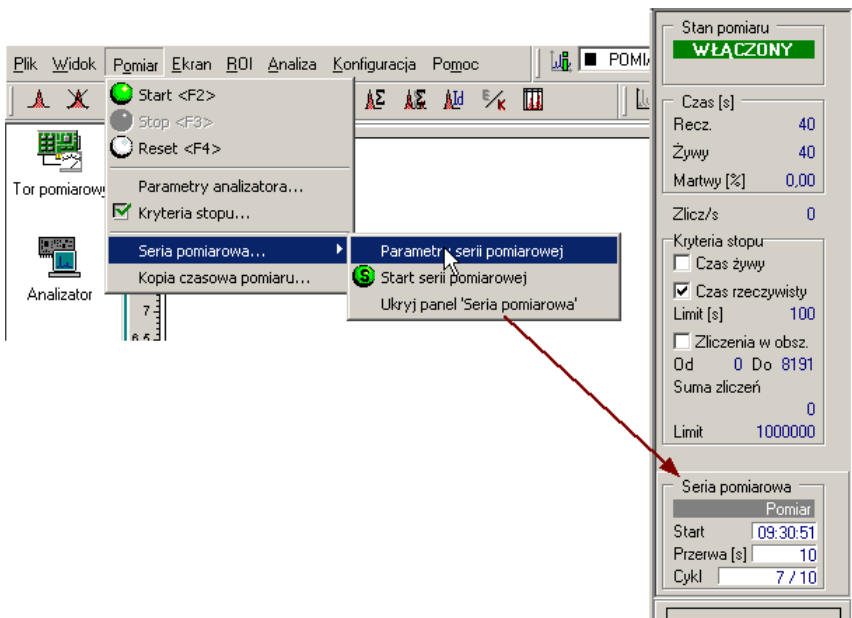 Plik Widok Pomiar Ekran ROI Analiza Konfiguracja Pomoc
Start <F2>
Stop <F3>
Reset <F4>
Parametry analizatora...
Kryteria stopu...
Seria pomiarowa...
Kopia czasowa pomiaru...
Parametry serii pomiarowej
S Start serii pomiarowej
Ukryj panel 'Seria pomiarowa'
Tor pomiarowy
Analizator
7
6.5
Stan pomiaru
WŁĄCZONY
Czas [s]
Recz. 40
Żywy 40
Martwy [%] 0,00
Zlicz/s 0
Kryteria stopu
Czas żywy
Czas rzeczywisty
Limit [s] 100
Zliczenia w obsz.
Od 0 Do 8191
Suma zliczeń
0
Limit 1000000
Seria pomiarowa
Pomiar
Start 09:30:51
Przerwa [s] 10
Cykl 7 / 10